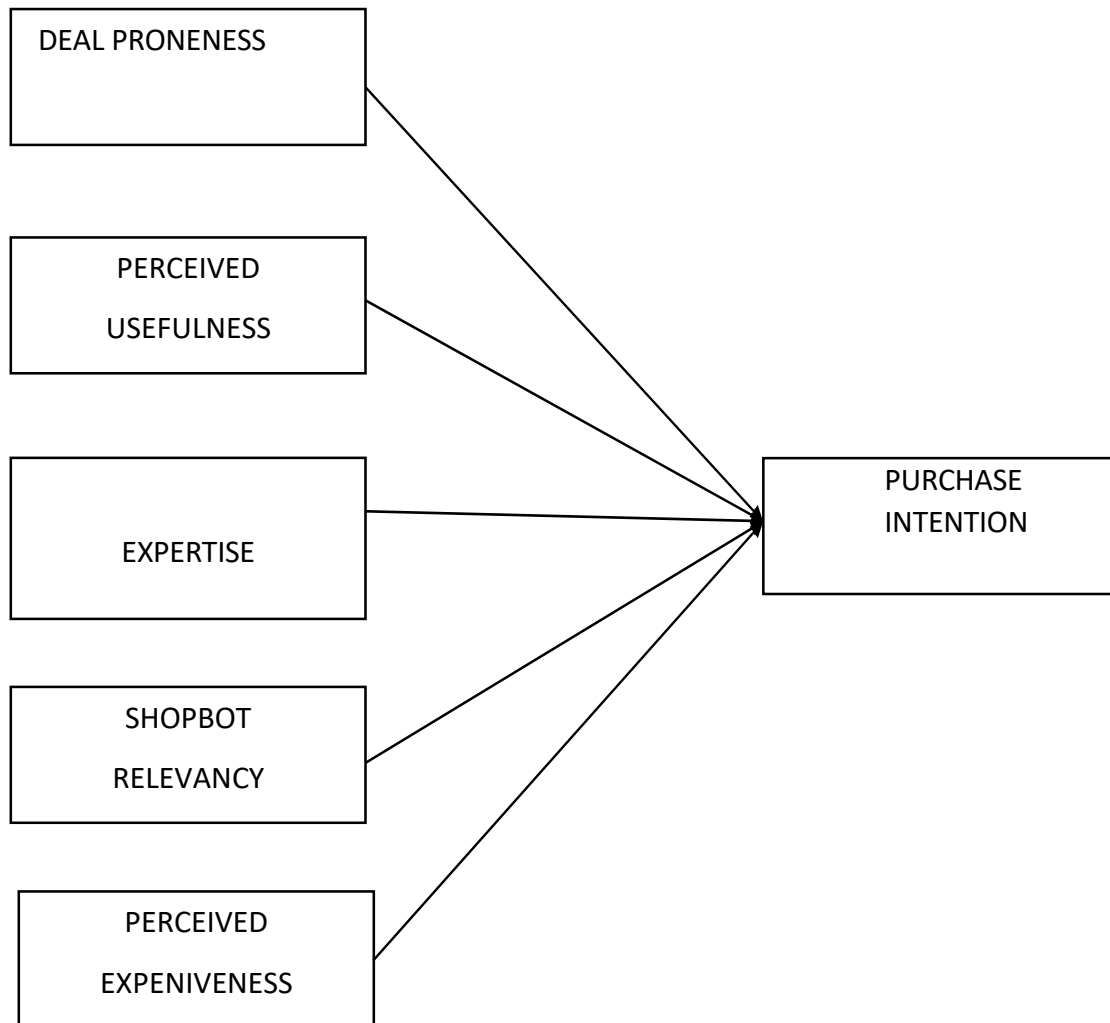 DEAL PRONENESS
PERCEIVED
USEFULNESS
EXPERTISE
PURCHASE
INTENTION
SHOPBOT
RELEVANCY
PERCEIVED
EXPENIVENESS